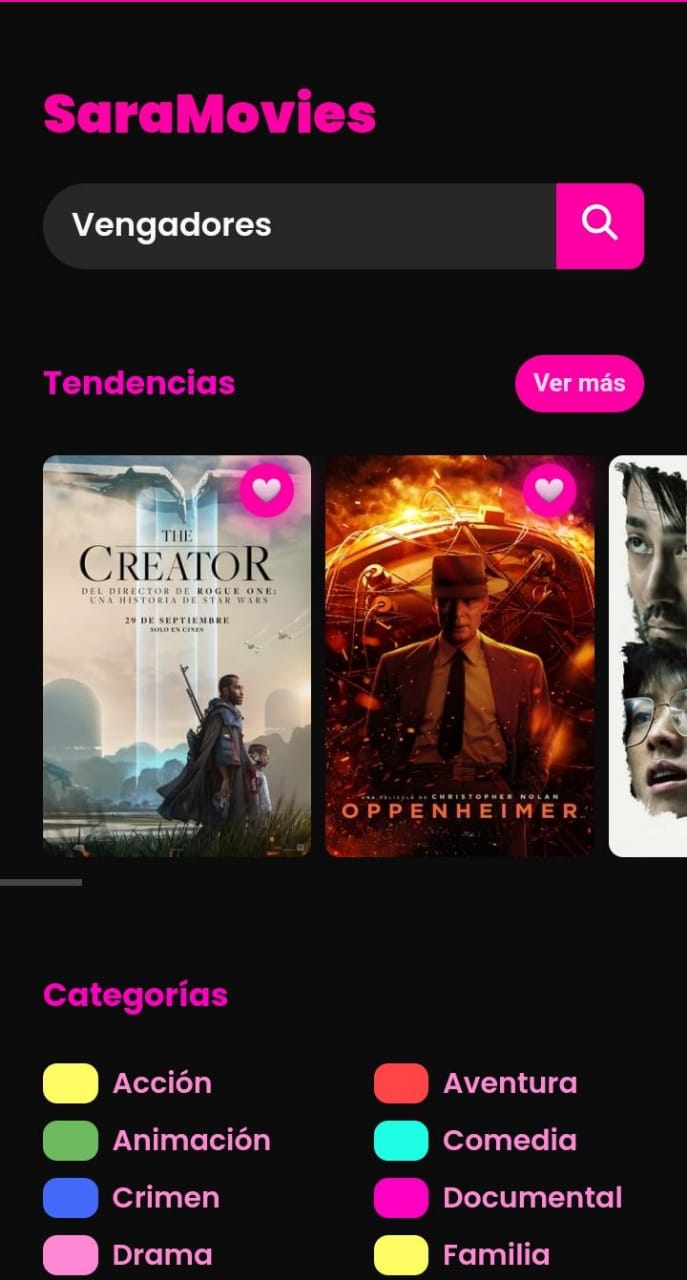 SaraMovies
Vengadores
Tendencias
Ver más
THE
CREATOR
DEL DIRECTOR DE ROGUE ONE:
UNA HISTORIA DE STAR WARS
29 DE SEPTIEMBRE
SOLO EN CINES
UNA PELÍCULA DE CHRISTOPHER NOLAN
OPPENHEIMER
Categorías
Acción
Aventura
Animación
Comedia
Crimen
Documental
Drama
Familia